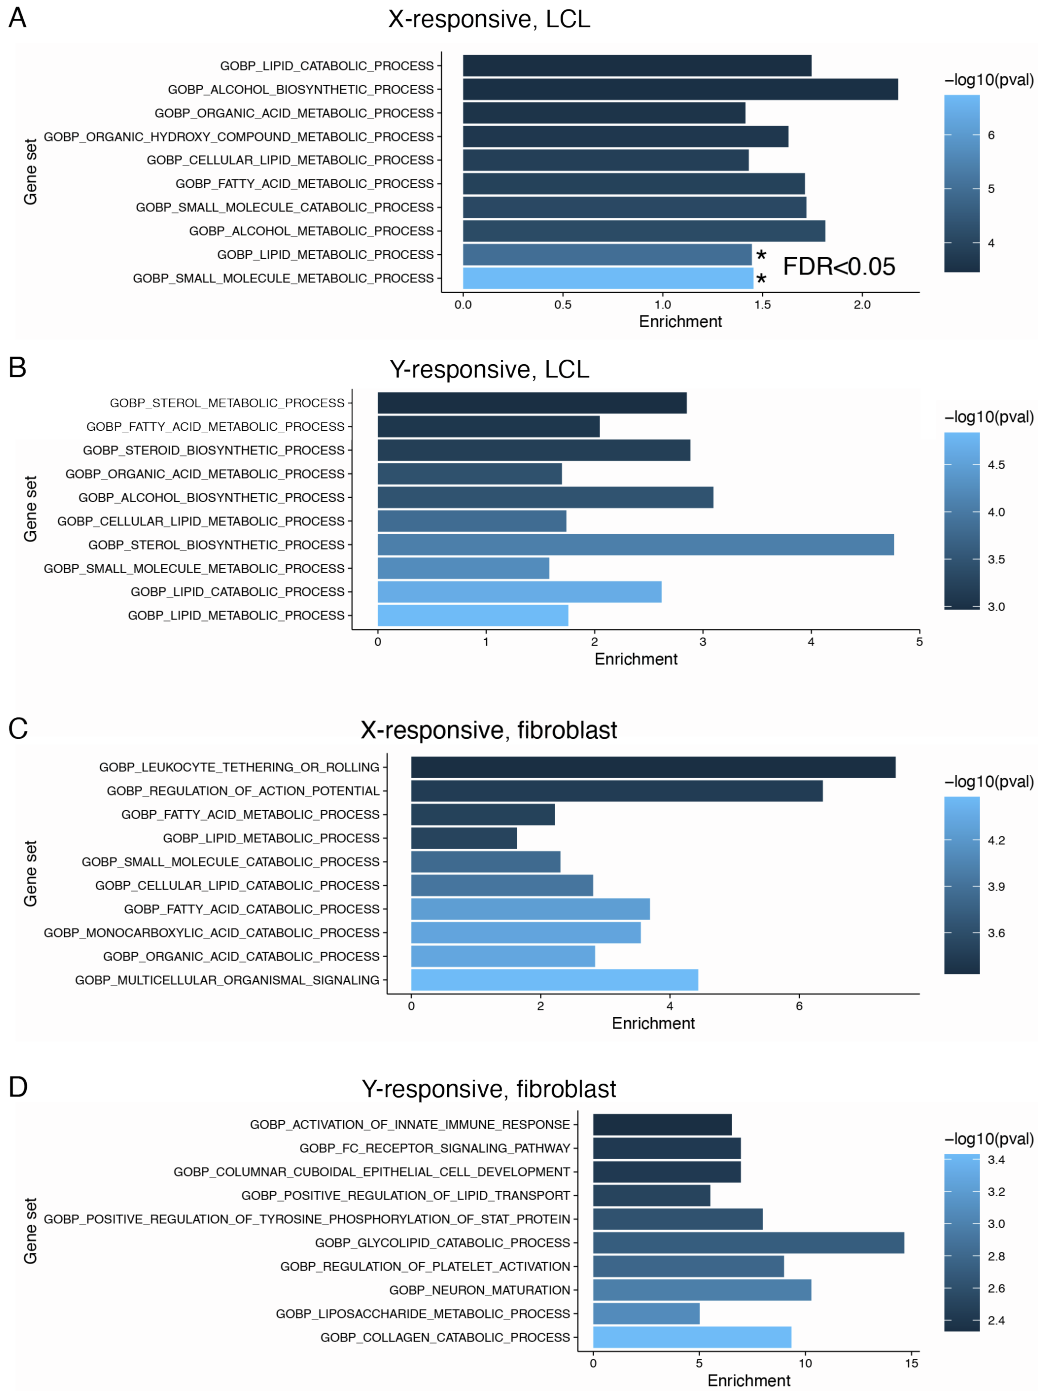 A
X-responsive, LCL
Gene set
GOBP_LIPID_CATABOLIC_PROCESS
GOBP_ALCOHOL_BIOSYNTHETIC_PROCESS
GOBP_ORGANIC_ACID_METABOLIC_PROCESS
GOBP_ORGANIC_HYDROXY_COMPOUND_METABOLIC_PROCESS
GOBP_CELLULAR_LIPID_METABOLIC_PROCESS
GOBP_FATTY_ACID_METABOLIC_PROCESS
GOBP_SMALL_MOLECULE_CATABOLIC_PROCESS
GOBP_ALCOHOL_METABOLIC_PROCESS
GOBP_LIPID_METABOLIC_PROCESS *
GOBP_SMALL_MOLECULE_METABOLIC_PROCESS *
FDR<0.05
0.0 0.5 1.0 1.5 2.0
Enrichment
−log10(pval)
6
5
4
B
Y-responsive, LCL
Gene set
GOBP_STEROL_METABOLIC_PROCESS
GOBP_FATTY_ACID_METABOLIC_PROCESS
GOBP_STEROID_BIOSYNTHETIC_PROCESS
GOBP_ORGANIC_ACID_METABOLIC_PROCESS
GOBP_ALCOHOL_BIOSYNTHETIC_PROCESS
GOBP_CELLULAR_LIPID_METABOLIC_PROCESS
GOBP_STEROL_BIOSYNTHETIC_PROCESS
GOBP_SMALL_MOLECULE_METABOLIC_PROCESS
GOBP_LIPID_CATABOLIC_PROCESS
GOBP_LIPID_METABOLIC_PROCESS
0 1 2 3 4 5
Enrichment
−log10(pval)
4.5
4.0
3.5
3.0
C
X-responsive, fibroblast
Gene set
GOBP_LEUKOCYTE_TETHERING_OR_ROLLING
GOBP_REGULATION_OF_ACTION_POTENTIAL
GOBP_FATTY_ACID_METABOLIC_PROCESS
GOBP_LIPID_METABOLIC_PROCESS
GOBP_SMALL_MOLECULE_CATABOLIC_PROCESS
GOBP_CELLULAR_LIPID_CATABOLIC_PROCESS
GOBP_FATTY_ACID_CATABOLIC_PROCESS
GOBP_MONOCARBOXYLIC_ACID_CATABOLIC_PROCESS
GOBP_ORGANIC_ACID_CATABOLIC_PROCESS
GOBP_MULTICELLULAR_ORGANISMAL_SIGNALING
0 2 4 6
Enrichment
−log10(pval)
4.2
3.9
3.6
D
Y-responsive, fibroblast
Gene set
GOBP_ACTIVATION_OF_INNATE_IMMUNE_RESPONSE
GOBP_FC_RECEPTOR_SIGNALING_PATHWAY
GOBP_COLUMNAR_CUBOIDAL_EPITHELIAL_CELL_DEVELOPMENT
GOBP_POSITIVE_REGULATION_OF_LIPID_TRANSPORT
GOBP_POSITIVE_REGULATION_OF_TYROSINE_PHOSPHORYLATION_OF_STAT_PROTEIN
GOBP_GLYCOLIPID_CATABOLIC_PROCESS
GOBP_REGULATION_OF_PLATELET_ACTIVATION
GOBP_NEURON_MATURATION
GOBP_LIPOSACCHARIDE_METABOLIC_PROCESS
GOBP_COLLAGEN_CATABOLIC_PROCESS
0 5 10 15
Enrichment
−log10(pval)
3.4
3.2
3.0
2.8
2.6
2.4